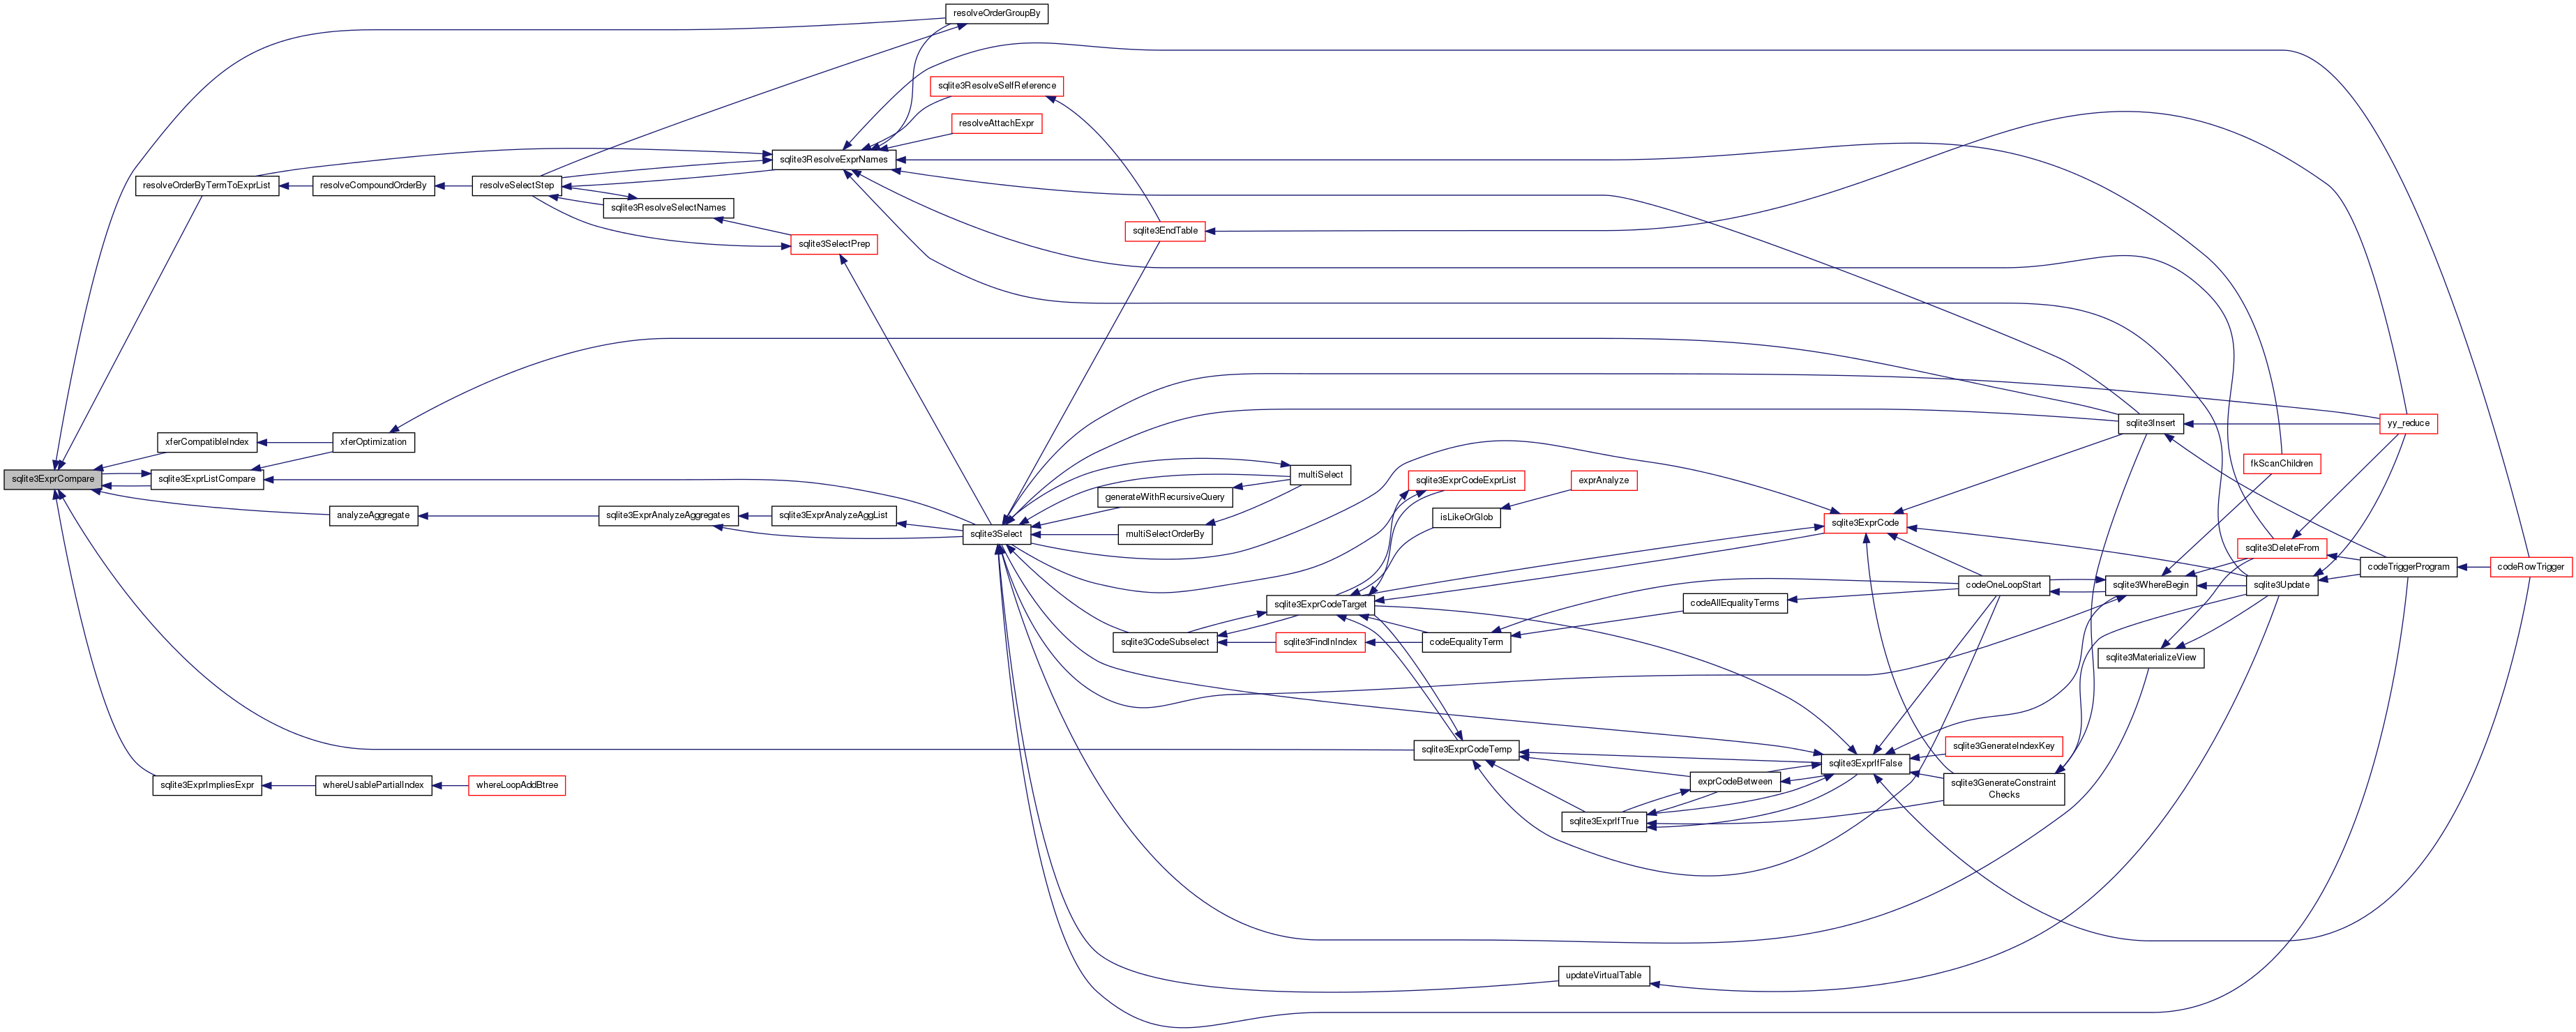 resolveOrderGroupBy
sqlite3ResolveSelfReference
resolveAttachExpr
sqlite3ResolveExprNames
resolveOrderByTermToExprList
resolveCompoundOrderBy
resolveSelectStep
sqlite3ResolveSelectNames
sqlite3EndTable
sqlite3SelectPrep
sqlite3Insert
yy_reduce
xferCompatibleIndex
xferOptimization
fkScanChildren
multiSelect
sqlite3ExprCompare
sqlite3ExprListCompare
sqlite3ExprCodeExprList
exprAnalyze
generateWithRecursiveQuery
analyzeAggregate
sqlite3ExprAnalyzeAggregates
sqlite3ExprAnalyzeAggList
isLikeOrGlob
sqlite3ExprCode
sqlite3Select
multiSelectOrderBy
sqlite3DeleteFrom
codeTriggerProgram
codeRowTrigger
codeOneLoopStart
sqlite3WhereBegin
sqlite3Update
sqlite3ExprCodeTarget
codeAllEqualityTerms
sqlite3CodeSubselect
sqlite3FindInIndex
codeEqualityTerm
sqlite3MaterializeView
sqlite3ExprCodeTemp
sqlite3GenerateIndexKey
sqlite3ExprIfFalse
sqlite3ExprImpliesExpr
whereUsablePartialIndex
whereLoopAddBtree
exprCodeBetween
sqlite3GenerateConstraint
Checks
sqlite3ExprIfTrue
updateVirtualTable